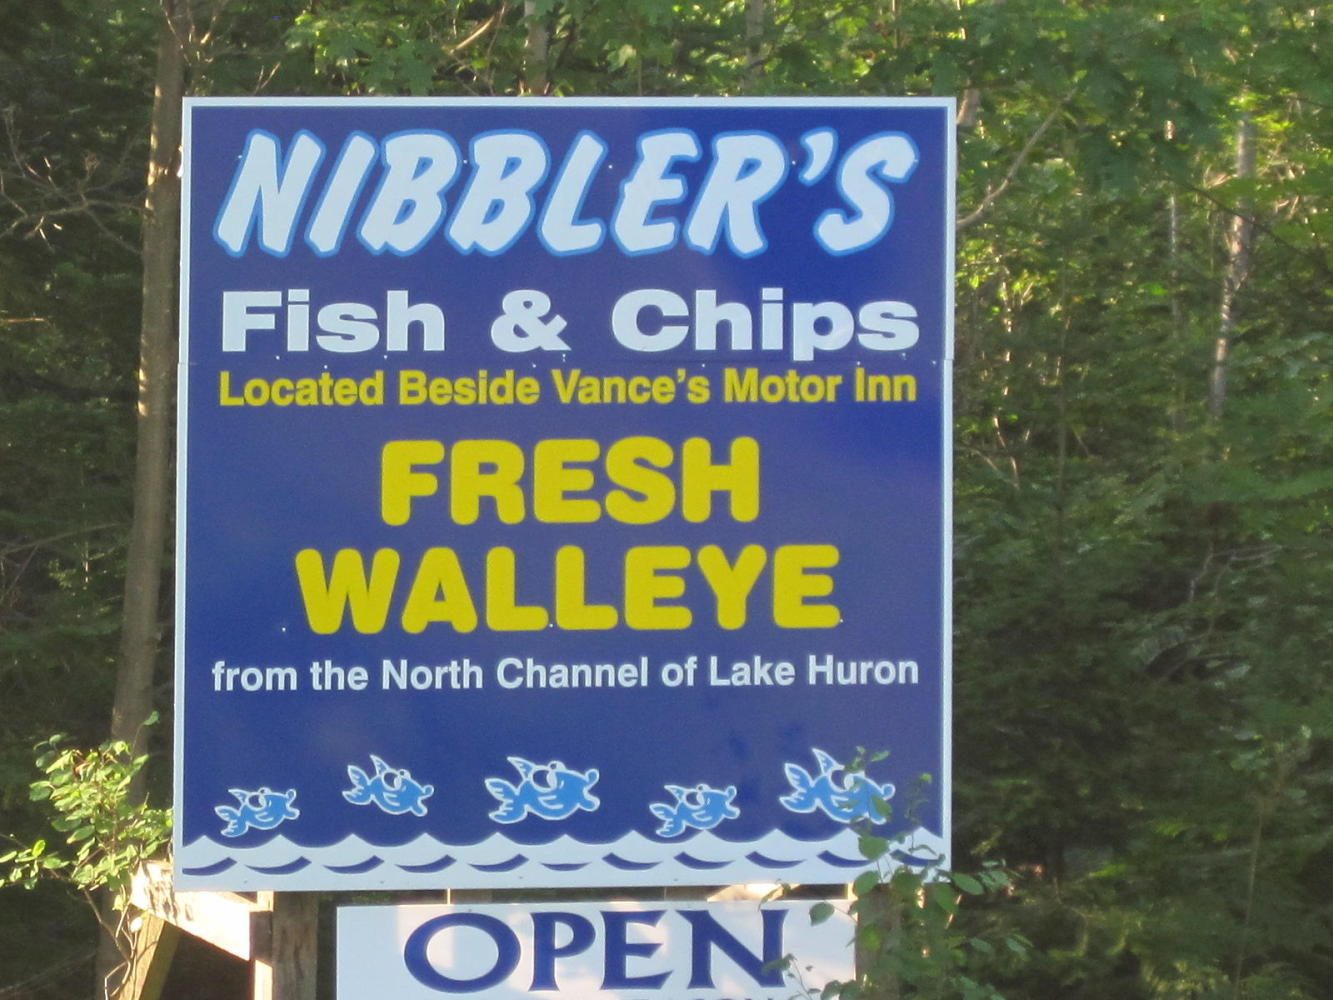 NIBBLER'S
Fish & Chips
Located Beside Vance's Motor Inn
FRESH
WALLEYE
from the North Channel of Lake Huron
OPEN